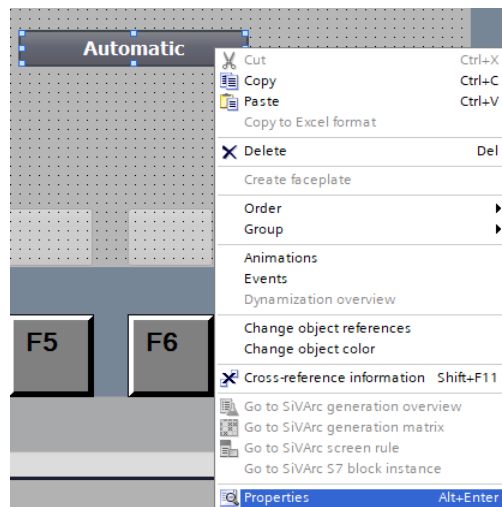 Automatic
Cut Ctrl+X
Copy Ctrl+C
Paste Ctrl+V
Copy to Excel format
Delete Del
Create faceplate
Order
Group
Animations
Events
Dynamization overview
Change object references
Change object color
Cross-reference information Shift+F11
Go to SiVArc generation overview
Go to SiVArc generation matrix
Go to SiVArc screen rule
Go to SiVArc S7 block instance
Properties Alt+Enter
F5 F6